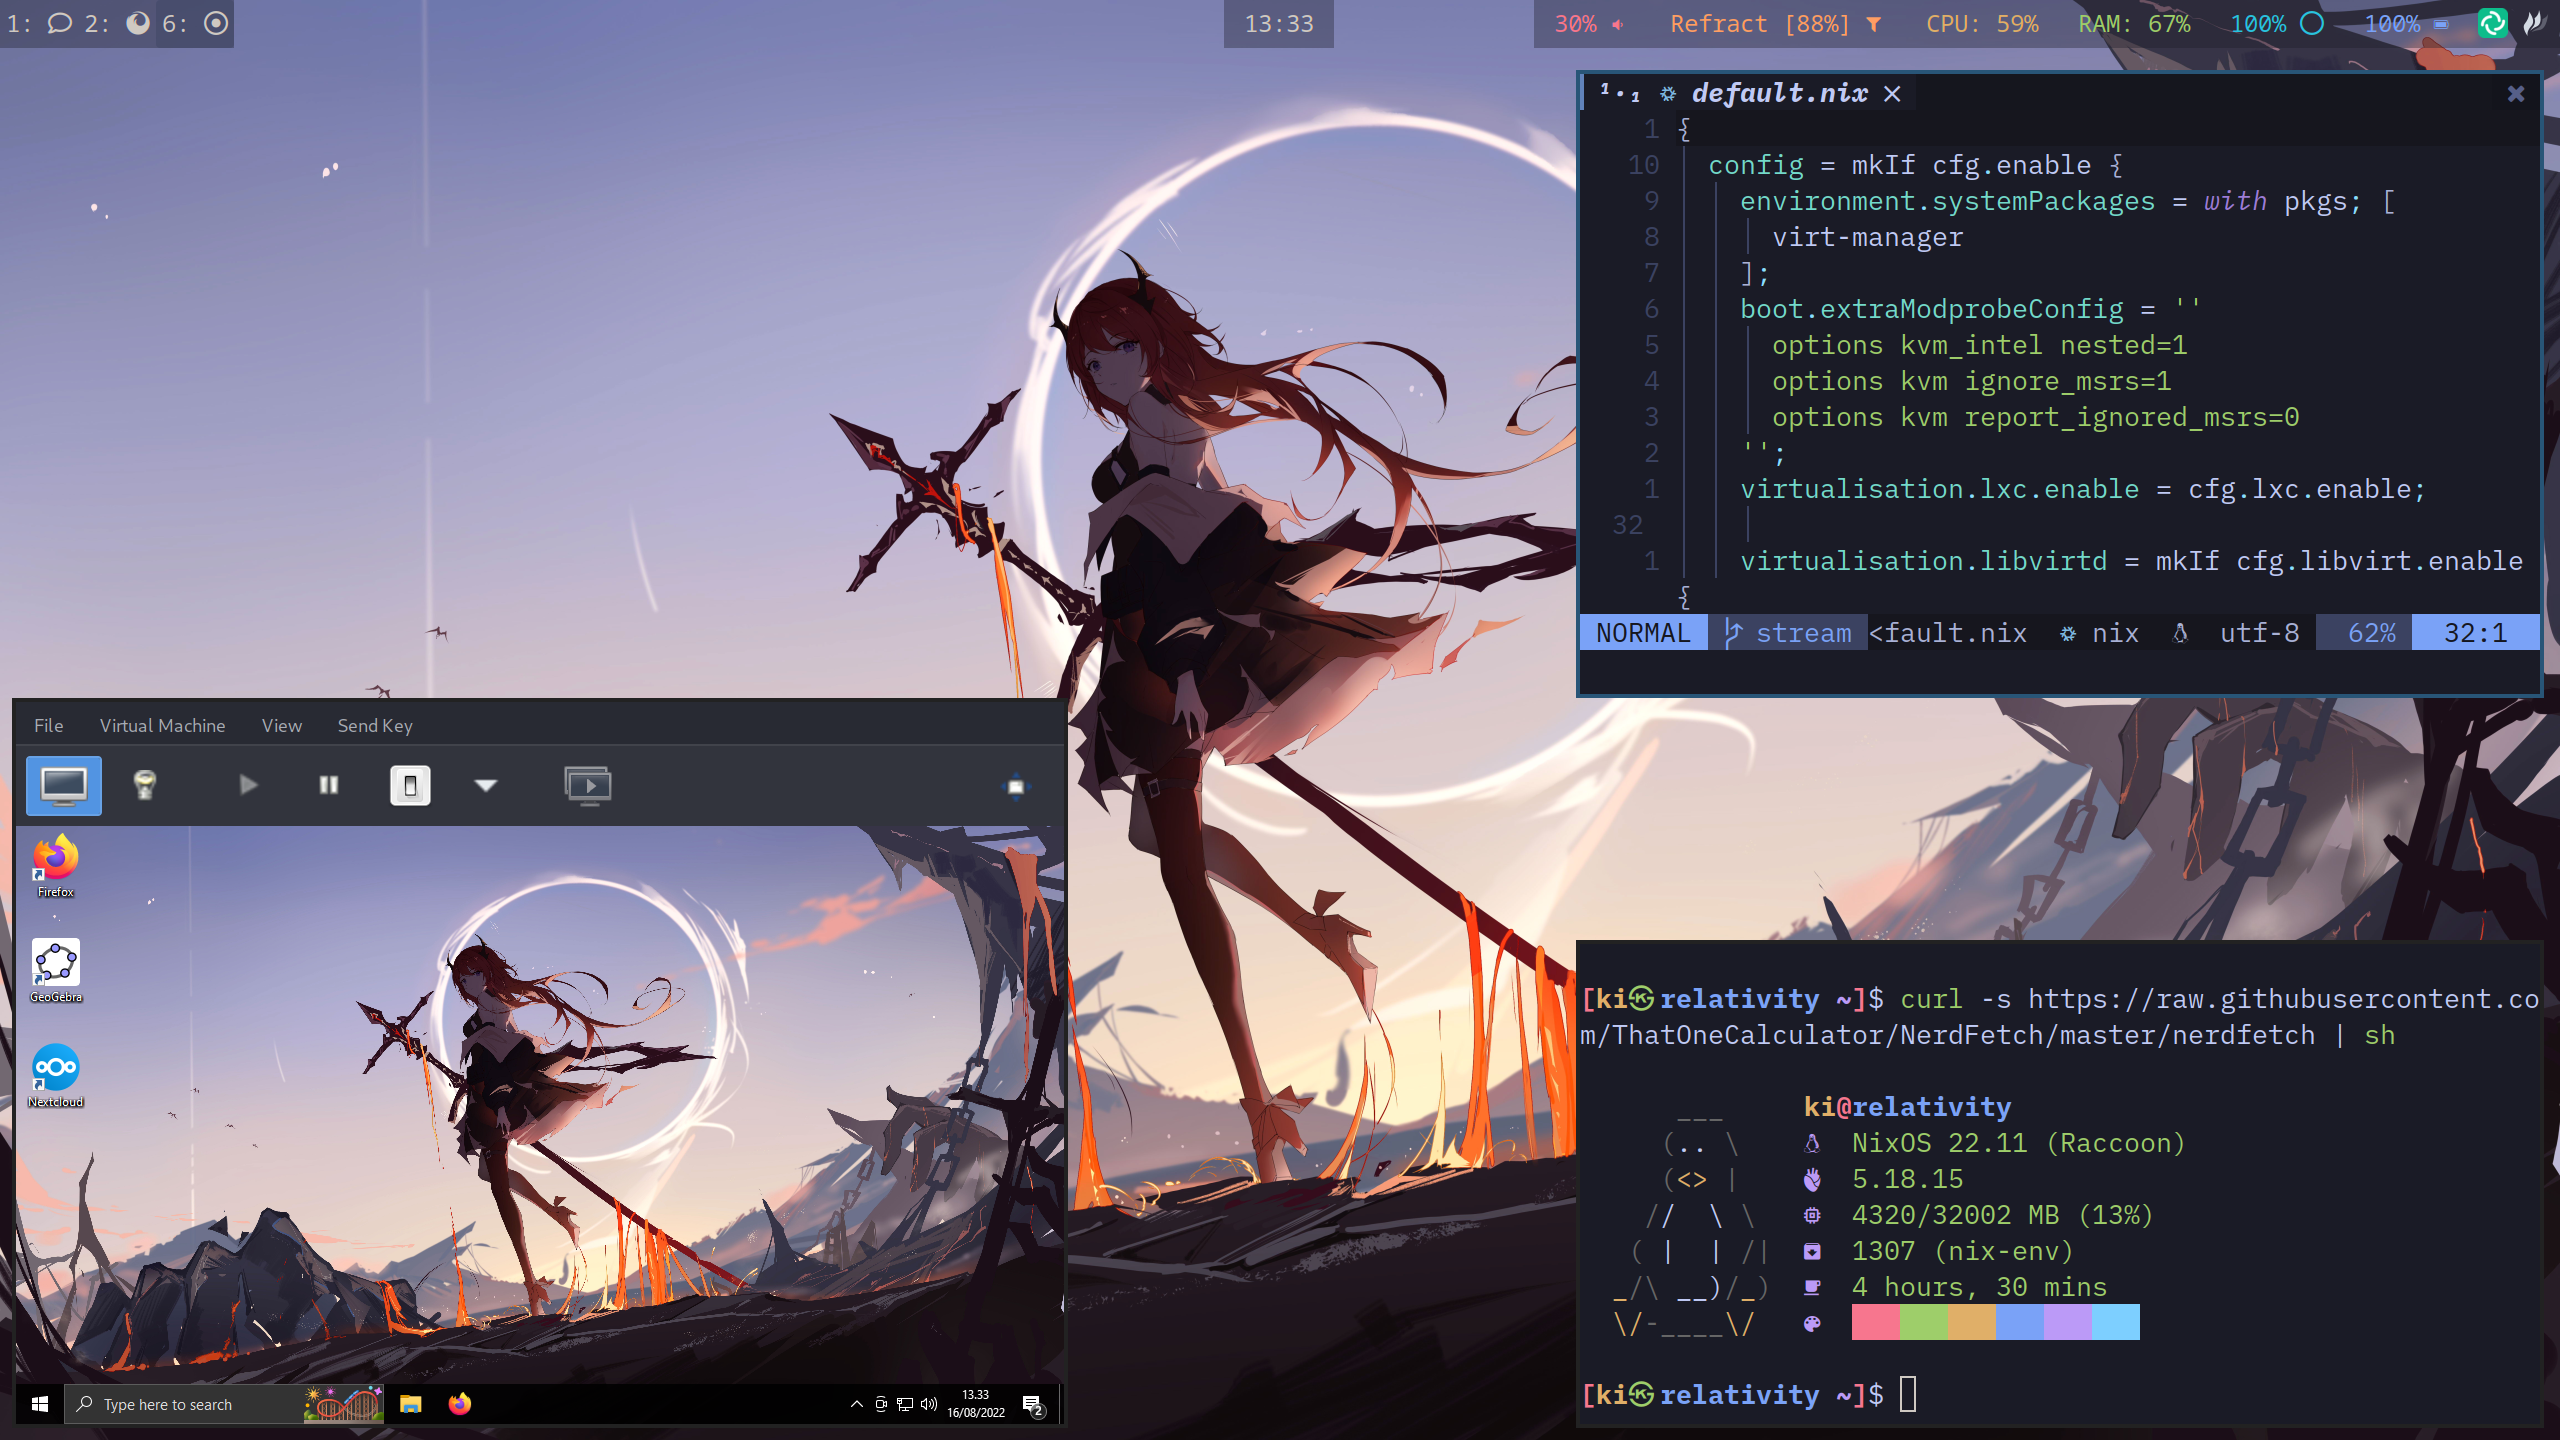 1: 2: 6:
13:33
30% Refract [88%] CPU: 59% RAM: 67% 100% 100%
1·1 default.nix ×
1 {
10 config = mkIf cfg.enable {
9 environment.systemPackages = with pkgs; [
8 virt-manager
7 ];
6 boot.extraModprobeConfig = ''
5 options kvm_intel nested=1
4 options kvm ignore_msrs=1
3 options kvm report_ignored_msrs=0
2 '';
1 virtualisation.lxc.enable = cfg.lxc.enable;
32
1 virtualisation.libvirtd = mkIf cfg.libvirt.enable
{
NORMAL stream <fault.nix nix utf-8 62% 32:1
File Virtual Machine View Send Key
Firefox
GeoGebra
Nextcloud
Type here to search
13.33
16/08/2022
2
[ki relativity ~]$ curl -s https://raw.githubusercontent.co
m/ThatOneCalculator/NerdFetch/master/nerdfetch | sh
___ ki@relativity
(.. \ NixOS 22.11 (Raccoon)
(<> | 5.18.15
// \ \ 4320/32002 MB (13%)
( | | /| 1307 (nix-env)
_/\ __)/_) 4 hours, 30 mins
\/-____\/
[ki relativity ~]$